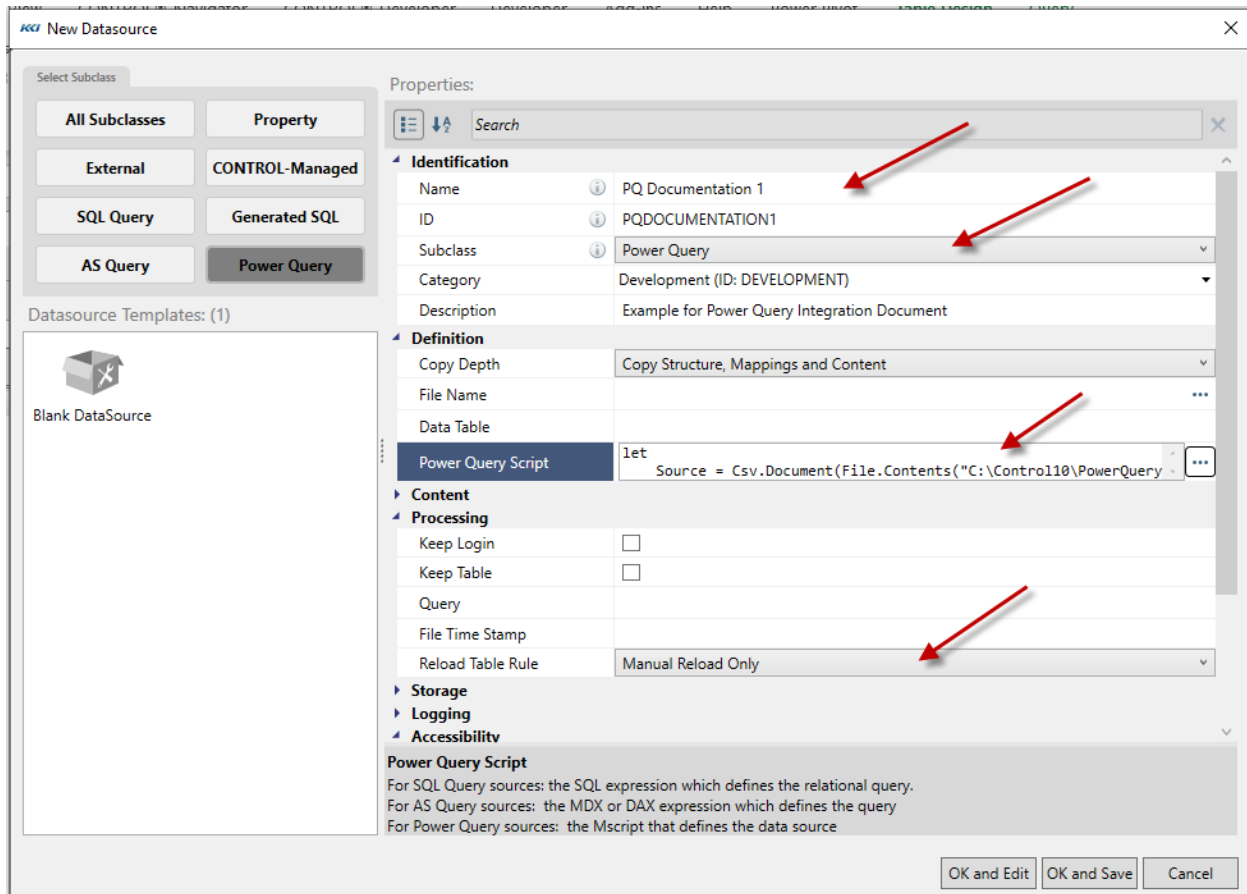 KCI New Datasource
Select Subclass
All Subclasses Property
External CONTROL-Managed
SQL Query Generated SQL
AS Query Power Query
Datasource Templates: (1)
Blank DataSource
Properties:
Search
Identification
Name PQ Documentation 1
ID PQDOCUMENTATION1
Subclass Power Query
Category Development (ID: DEVELOPMENT)
Description Example for Power Query Integration Document
Definition
Copy Depth Copy Structure, Mappings and Content
File Name
Data Table
Power Query Script let
Source = Csv.Document(File.Contents("C:\Control10\PowerQuery
Content
Processing
Keep Login
Keep Table
Query
File Time Stamp
Reload Table Rule Manual Reload Only
Storage
Logging
Accessibility
Power Query Script
For SQL Query sources: the SQL expression which defines the relational query.
For AS Query sources: the MDX or DAX expression which defines the query
For Power Query sources: the Mscript that defines the data source
OK and Edit OK and Save Cancel